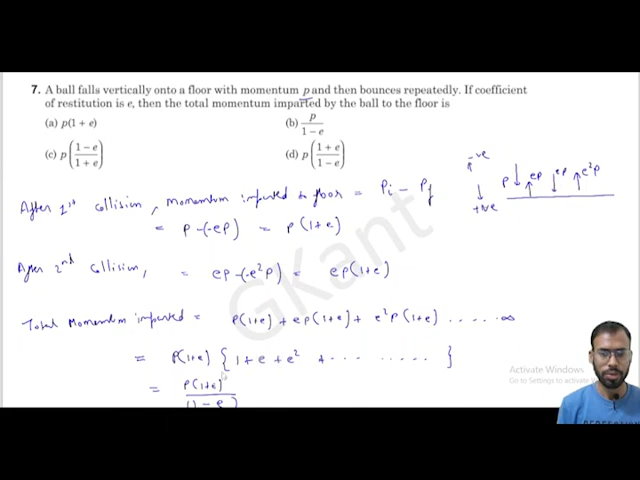 7. A ball falls vertically onto a floor with momentum p and then bounces repeatedly. If coefficient
of restitution is e, then the total momentum imparted by the ball to the floor is
(a) p(1 + e)
(b) p/(1 − e)
(c) p((1 − e)/(1 + e))
(d) p((1 + e)/(1 − e))
-ve
+ve
P ep ep e²p
After 1st collision, momentum imparted to floor = Pi - Pf
= P -(-eP) = P(1+e)
After 2nd collision, = eP -(-e²P) = eP(1+e)
Total Momentum imparted = P(1+e) + eP(1+e) + e²P(1+e) ..... ∞
= P(1+e) { 1+e+e² + ... ..... }
= P(1+e)/(1-e)
GKant
Activate Windows
Go to Settings to activate